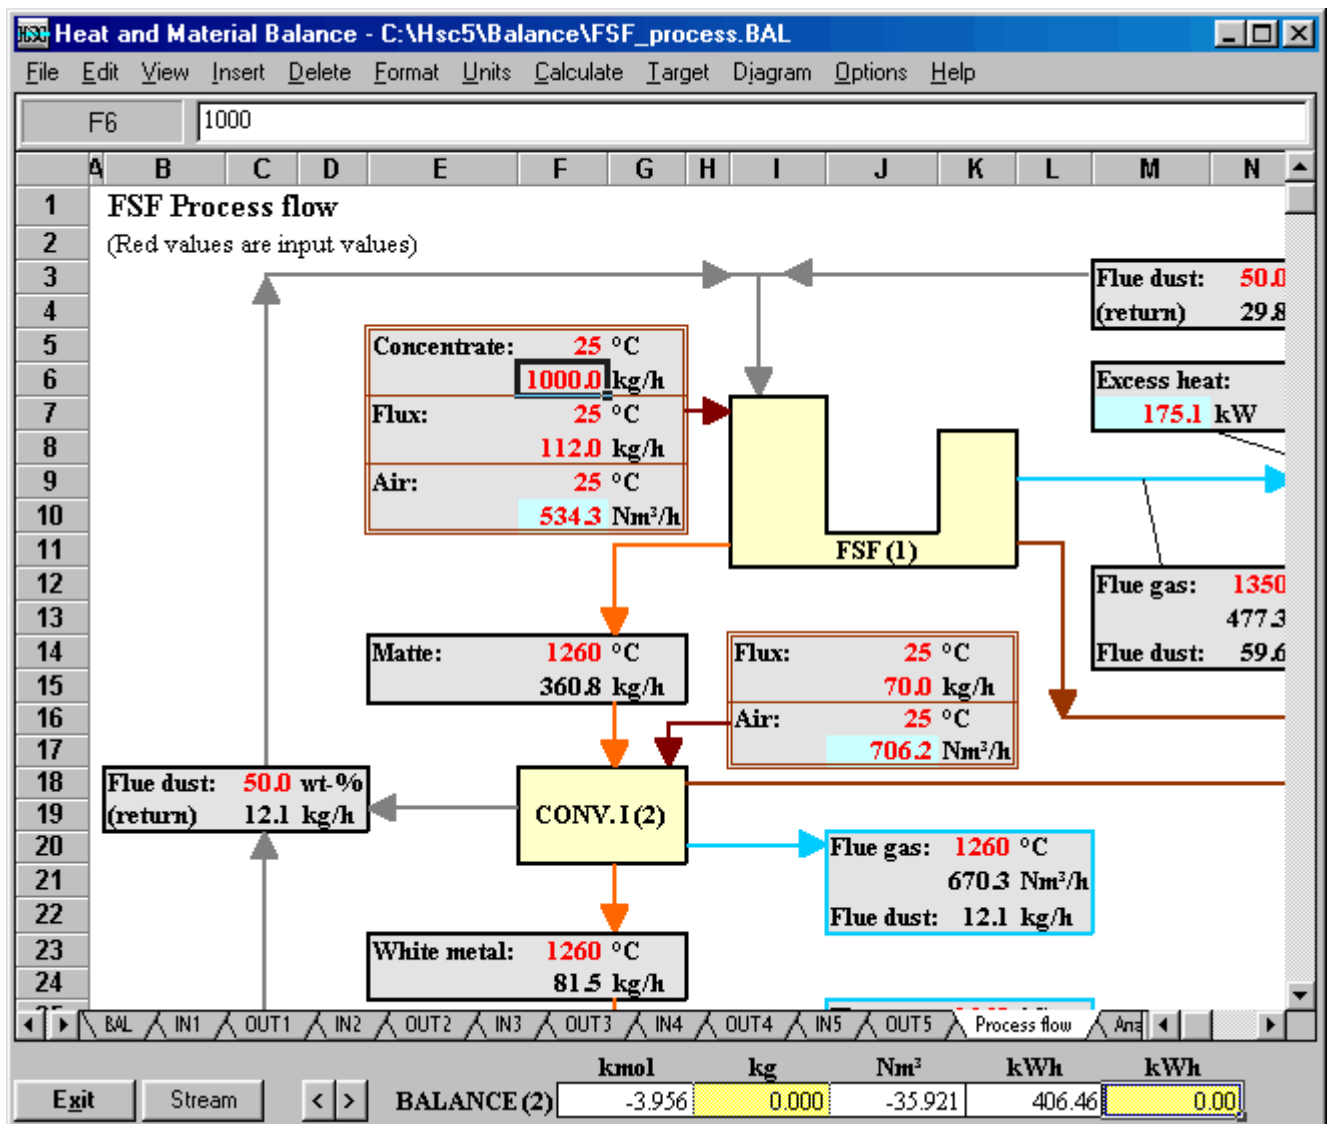 HSC Heat and Material Balance - C:\Hsc5\Balance\FSF_process.BAL
File Edit View Insert Delete Format Units Calculate Target Diagram Options Help
F6 1000
A B C D E F G H I J K L M N
1 FSF Process flow
2 (Red values are input values)
3 Flue dust: 50.0
4 (return) 29.8
5 Concentrate: 25 °C
6 1000.0 kg/h Excess heat:
7 Flux: 25 °C 175.1 kW
8 112.0 kg/h
9 Air: 25 °C
10 534.3 Nm³/h
11 FSF (1)
12 Flue gas: 1350
13 477.3
14 Matte: 1260 °C Flux: 25 °C Flue dust: 59.6
15 360.8 kg/h 70.0 kg/h
16 Air: 25 °C
17 706.2 Nm³/h
18 Flue dust: 50.0 wt-%
19 (return) 12.1 kg/h CONV. I (2)
20 Flue gas: 1260 °C
21 670.3 Nm³/h
22 Flue dust: 12.1 kg/h
23 White metal: 1260 °C
24 81.5 kg/h
BAL IN1 OUT1 IN2 OUT2 IN3 OUT3 IN4 OUT4 IN5 OUT5 Process flow Ana
kmol kg Nm³ kWh kWh
Exit Stream < > BALANCE (2) -3.956 0.000 -35.921 406.46 0.00